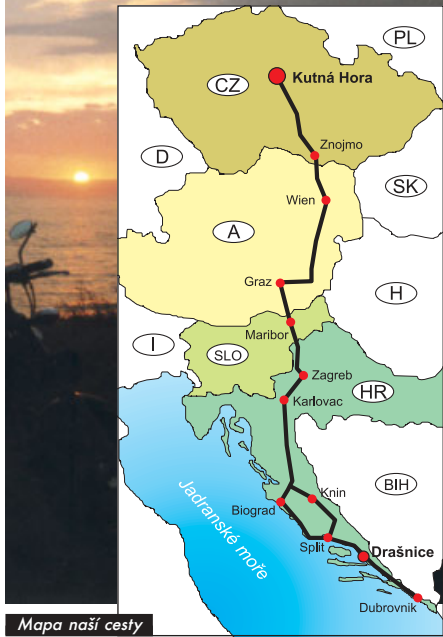 PL
CZ
Kutná Hora
Znojmo
D
SK
Wien
A
Graz
H
Maribor
I
SLO
Zagreb
HR
Karlovac
Jadranské moře
BIH
Knin
Biograd
Split
Drašnice
Dubrovnik
Mapa naší cesty